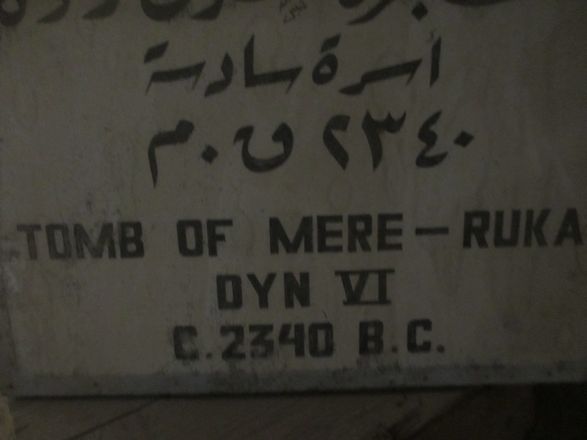 أسرة سادسة
٢٣٤٠ ق.م
TOMB OF MERE-RUKA
DYN VI
C.2340 B.C.